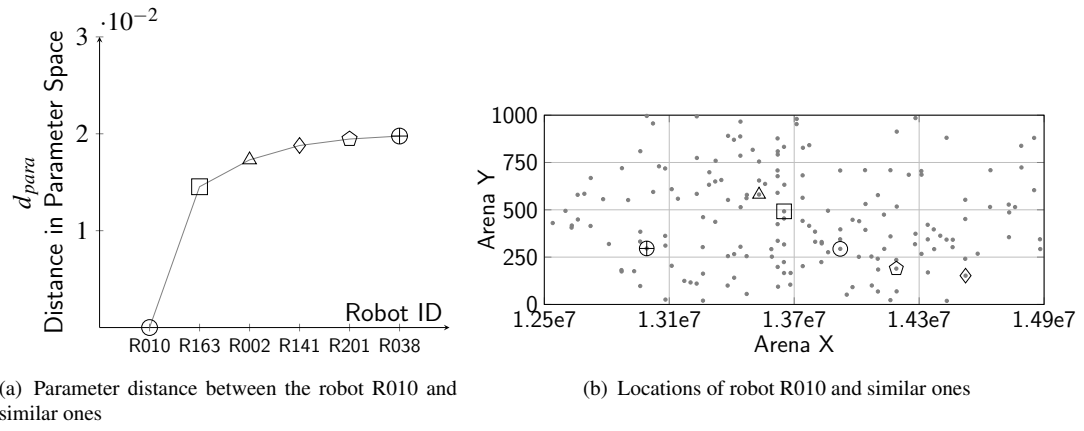 ·10⁻²
3
2
1
d_para
Distance in Parameter Space
Robot ID
R010 R163 R002 R141 R201 R038
(a) Parameter distance between the robot R010 and
similar ones
1000
750
500
250
0
Arena Y
1.25e7 1.31e7 1.37e7 1.43e7 1.49e7
Arena X
(b) Locations of robot R010 and similar ones